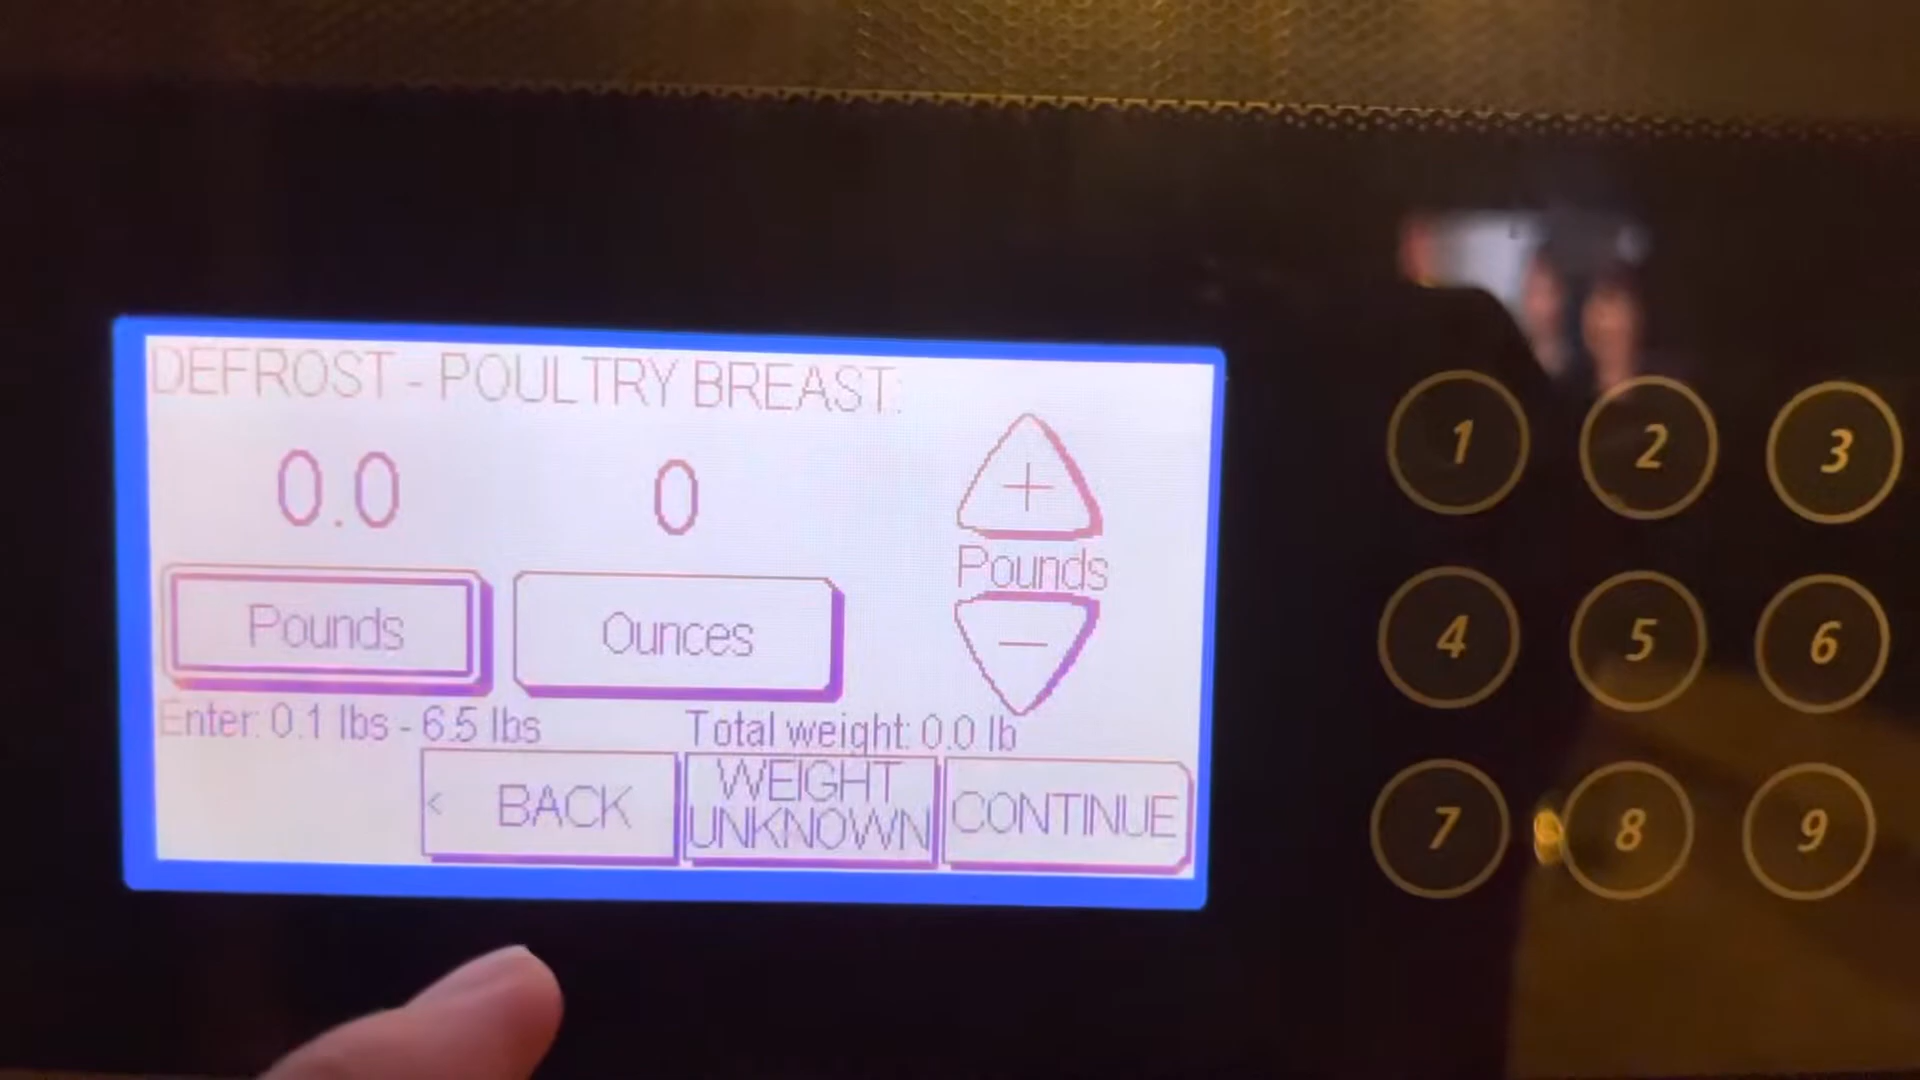 DEFROST - POULTRY BREAST:
0.0 0 +
Pounds
Pounds Ounces -
Enter: 0.1 lbs - 6.5 lbs Total weight: 0.0 lb
< BACK WEIGHT UNKNOWN CONTINUE
1 2 3
4 5 6
7 8 9